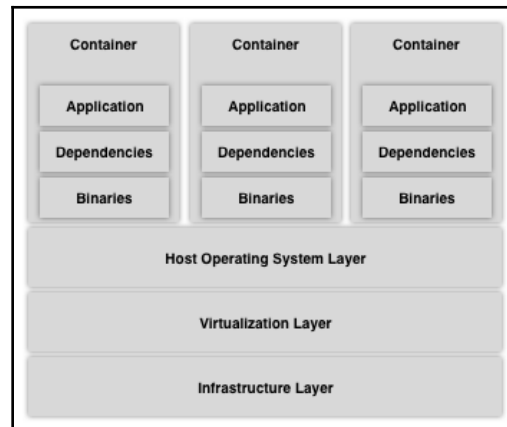 Container
Container
Container
Application
Application
Application
Dependencies
Dependencies
Dependencies
Binaries
Binaries
Binaries
Host Operating System Layer
Virtualization Layer
Infrastructure Layer